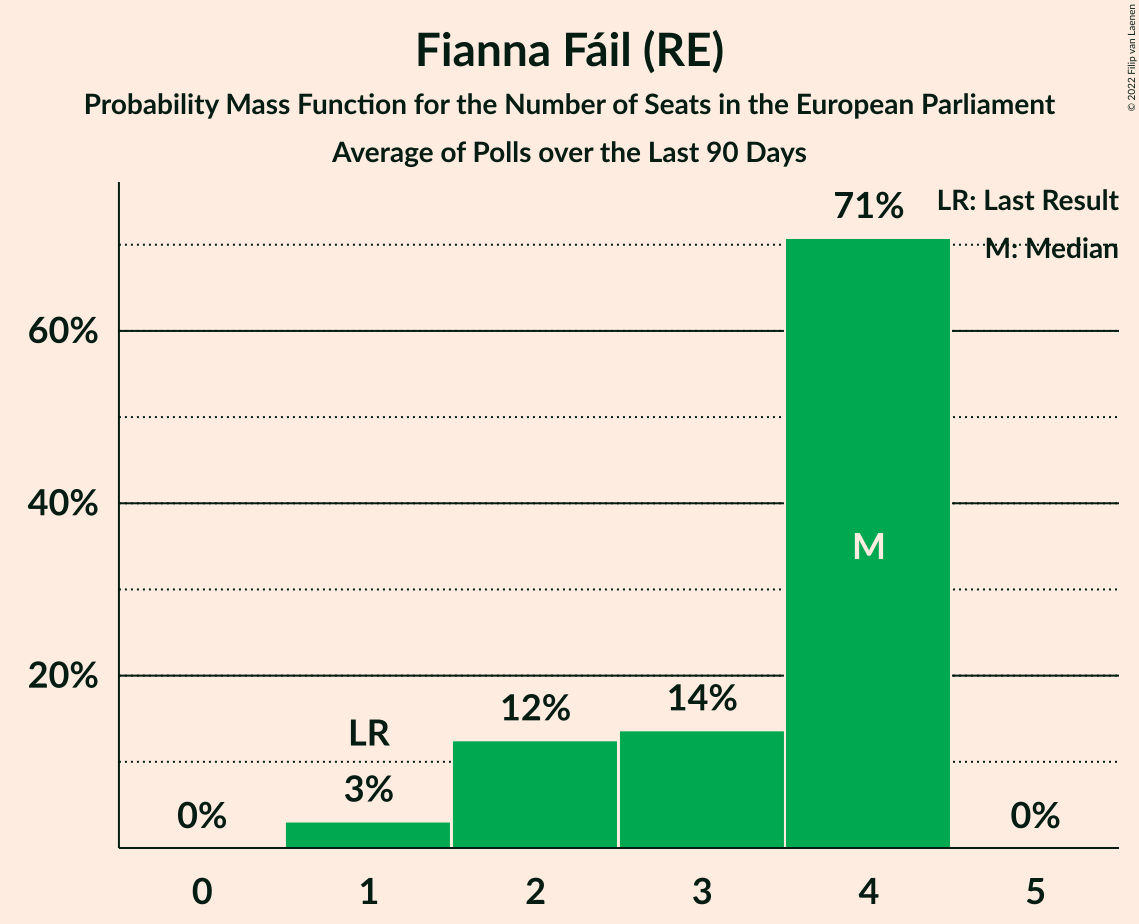 Fianna Fáil (RE)
Probability Mass Function for the Number of Seats in the European Parliament
Average of Polls over the Last 90 Days
© 2022 Filip van Laenen
LR: Last Result
M: Median
71%
60%
40%
20%
M
LR
3%
12%
14%
0%
0%
0 1 2 3 4 5